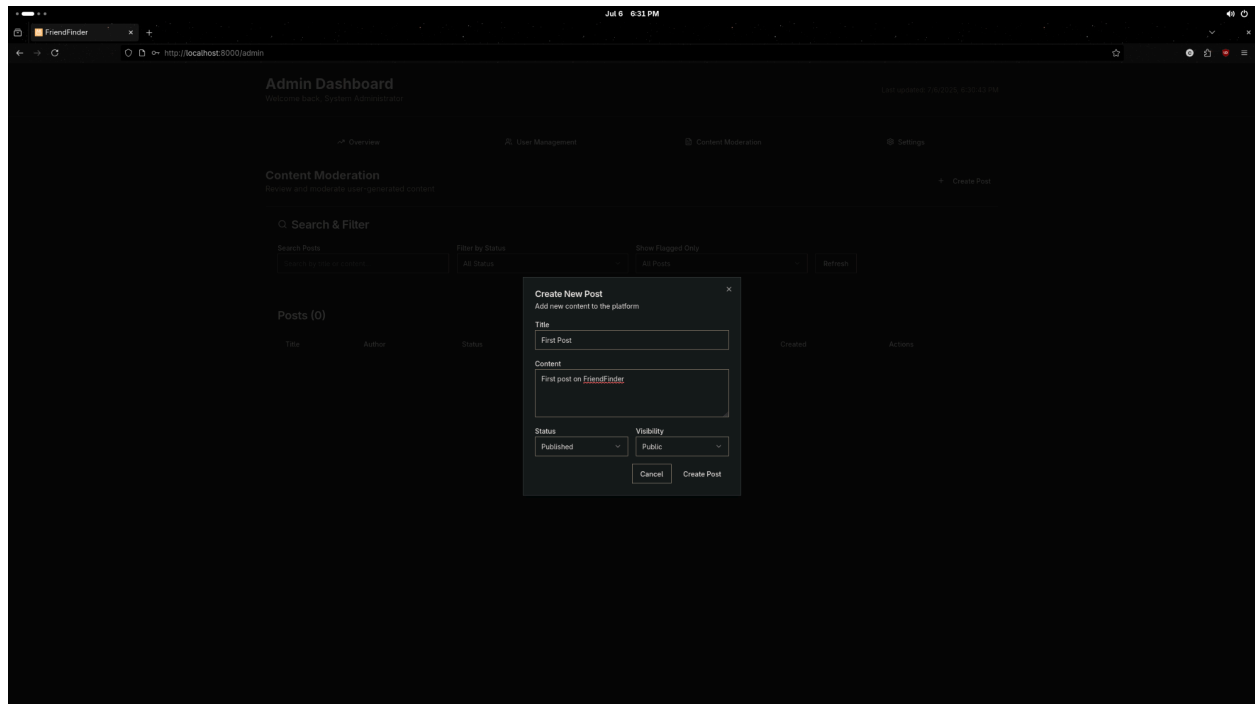 Jul 6 6:31 PM
FriendFinder
http://localhost:8000/admin
Admin Dashboard
Welcome back, System Administrator
Overview
User Management
Content Moderation
Settings
Content Moderation
Review and moderate user-generated content
Create Post
Search & Filter
Search Posts
Filter by Status
Show Flagged Only
All Status
All Posts
Refresh
Posts (0)
Title
Author
Status
Created
Actions
Create New Post
Add new content to the platform
Title
First Post
Content
First post on FriendFinder
Status
Visibility
Published
Public
Cancel
Create Post